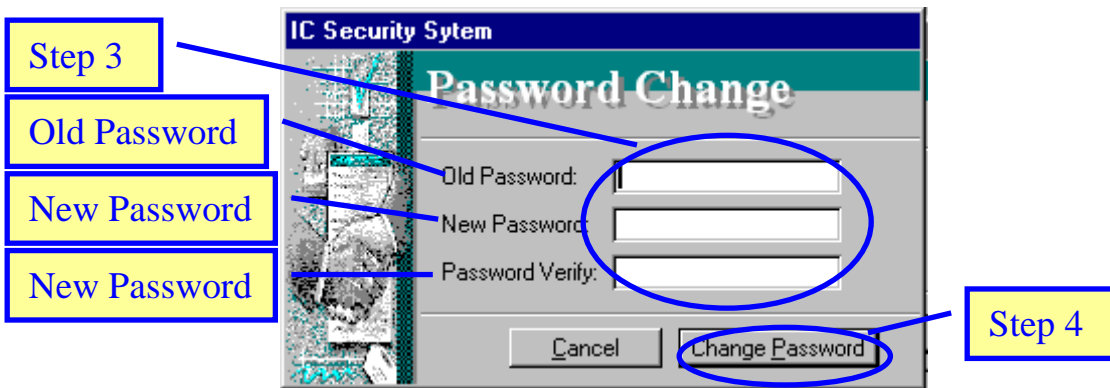 IC Security Sytem
Step 3
Password Change
Old Password
Old Password:
New Password
New Password:
New Password
Password Verify:
Step 4
Cancel
Change Password